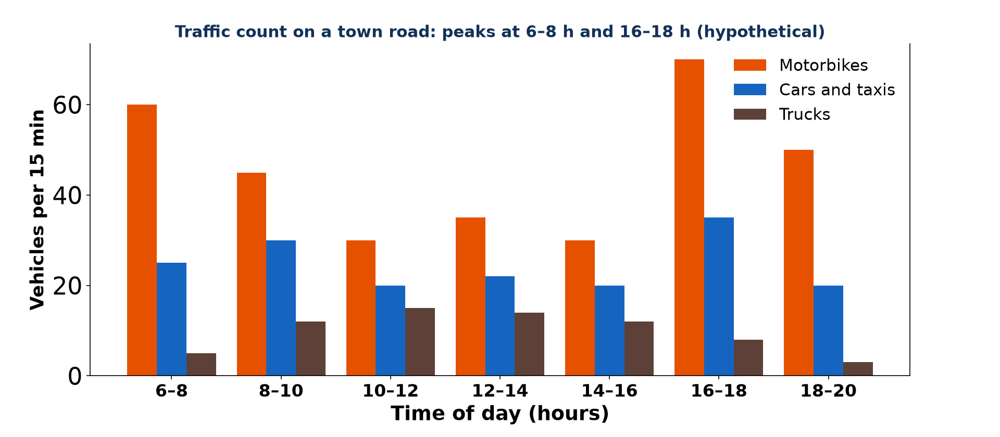 Traffic count on a town road: peaks at 6–8 h and 16–18 h (hypothetical)
Motorbikes
Cars and taxis
Trucks
Vehicles per 15 min
60
40
20
0
6–8
8–10
10–12
12–14
14–16
16–18
18–20
Time of day (hours)